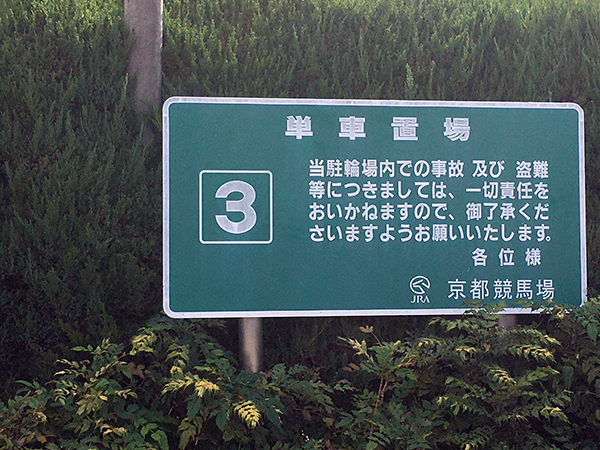 単車置場
3
当駐輪場内での事故 及び 盗難
等につきましては、一切責任を
おいかねますので、御了承くだ
さいますようお願いいたします。
各位様
JRA 京都競馬場